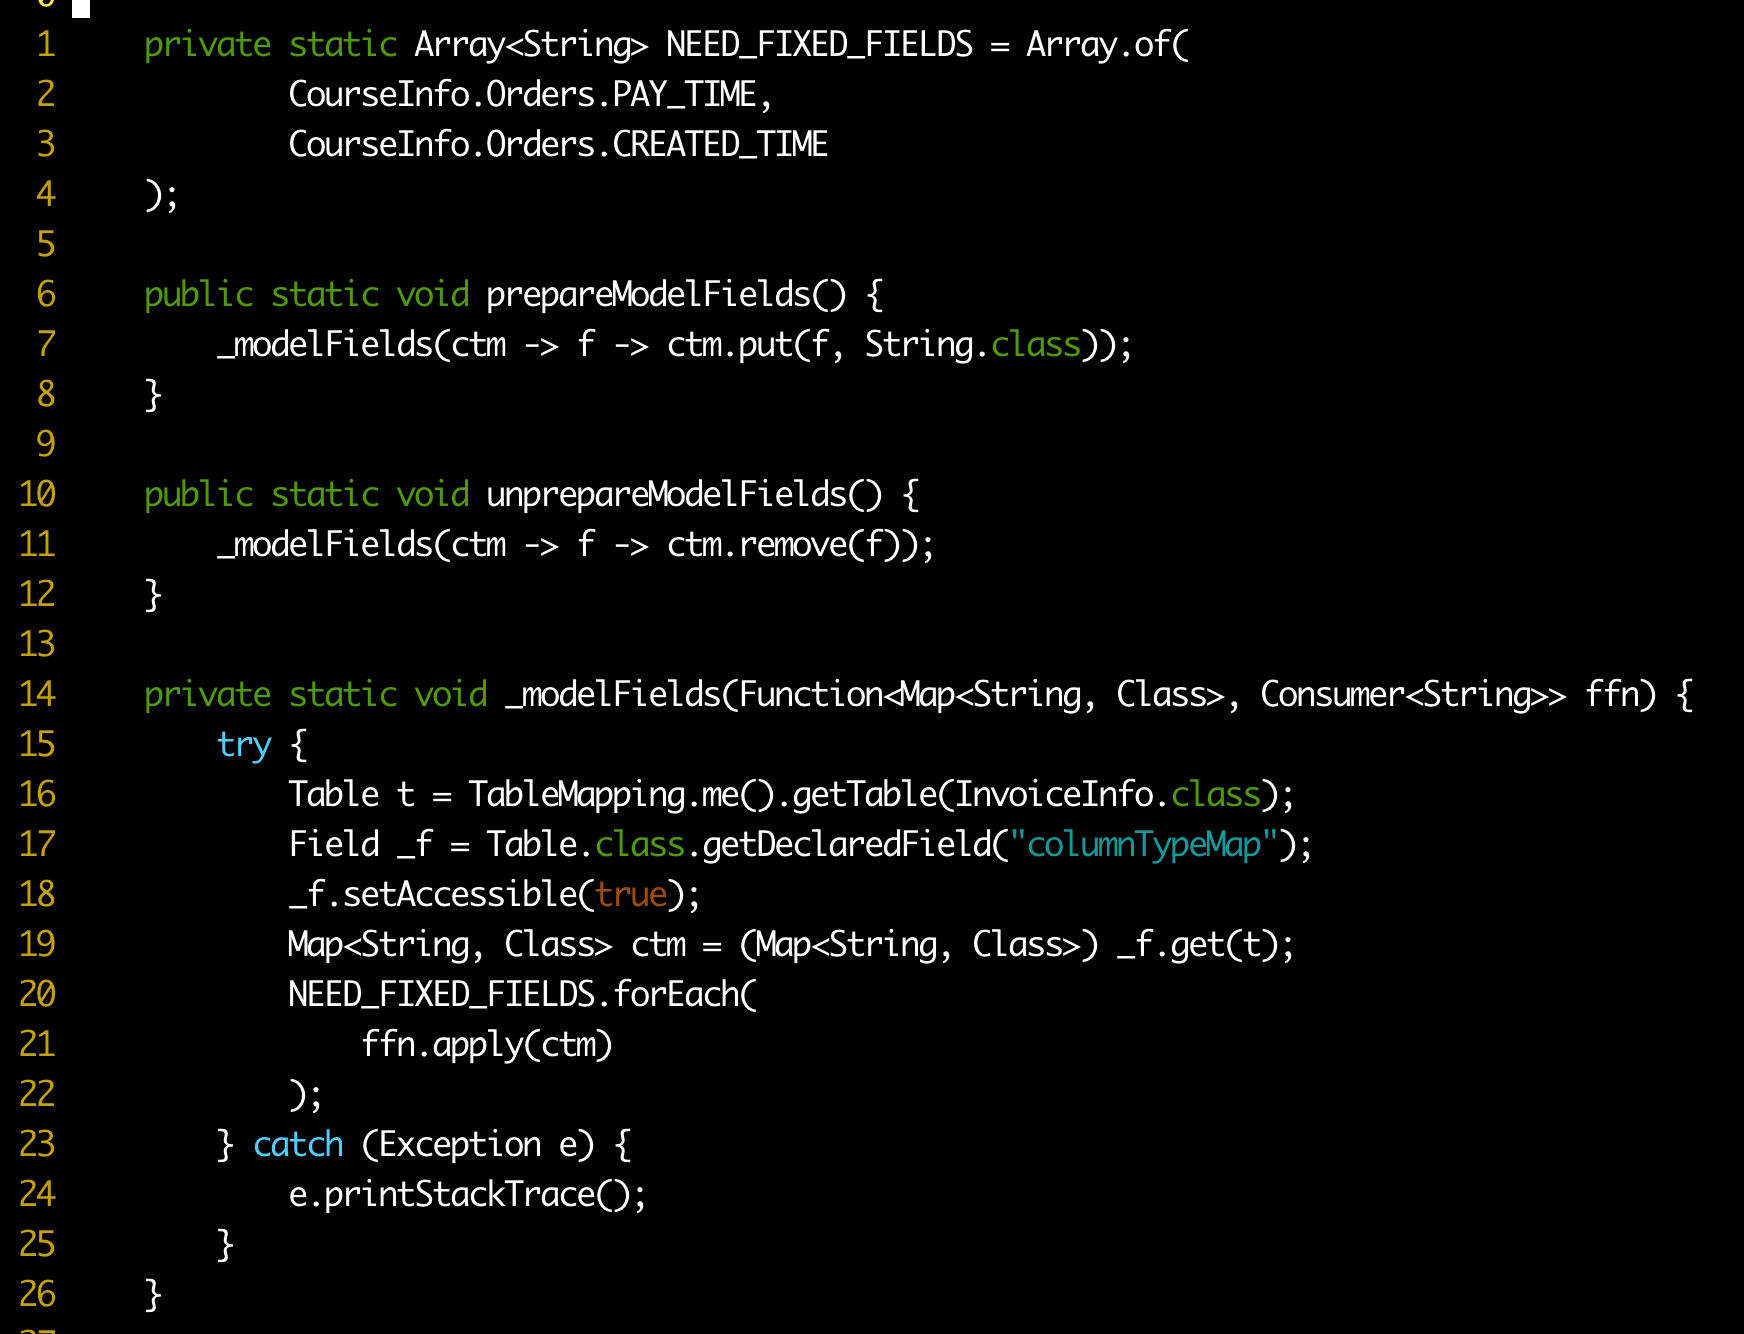 1 private static Array<String> NEED_FIXED_FIELDS = Array.of(
2 CourseInfo.Orders.PAY_TIME,
3 CourseInfo.Orders.CREATED_TIME
4 );
5
6 public static void prepareModelFields() {
7 _modelFields(ctm -> f -> ctm.put(f, String.class));
8 }
9
10 public static void unprepareModelFields() {
11 _modelFields(ctm -> f -> ctm.remove(f));
12 }
13
14 private static void _modelFields(Function<Map<String, Class>, Consumer<String>> ffn) {
15 try {
16 Table t = TableMapping.me().getTable(InvoiceInfo.class);
17 Field _f = Table.class.getDeclaredField("columnTypeMap");
18 _f.setAccessible(true);
19 Map<String, Class> ctm = (Map<String, Class>) _f.get(t);
20 NEED_FIXED_FIELDS.forEach(
21 ffn.apply(ctm)
22 );
23 } catch (Exception e) {
24 e.printStackTrace();
25 }
26 }